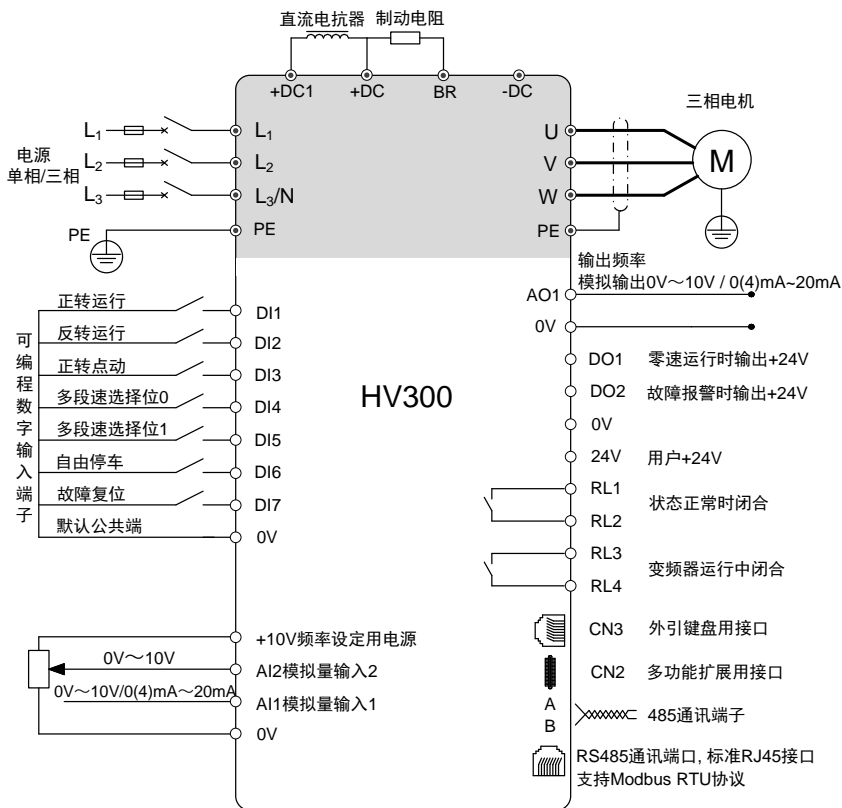 直流电抗器 制动电阻
+DC1 +DC BR -DC
三相电机
电源
单相/三相
L1
L2
L3
PE
L1
L2
L3/N
PE
U
V
W
PE
M
输出频率
模拟输出0V～10V / 0(4)mA~20mA
AO1
0V
可编程数字输入端子
正转运行
DI1
反转运行
DI2
正转点动
DI3
多段速选择位0
DI4
多段速选择位1
DI5
自由停车
DI6
故障复位
DI7
默认公共端
0V
HV300
DO1 零速运行时输出+24V
DO2 故障报警时输出+24V
0V
24V 用户+24V
RL1
RL2
状态正常时闭合
RL3
RL4
变频器运行中闭合
+10V频率设定用电源
0V～10V
AI2模拟量输入2
0V～10V/0(4)mA～20mA
AI1模拟量输入1
0V
CN3 外引键盘用接口
CN2 多功能扩展用接口
A
B
485通讯端子
RS485通讯端口, 标准RJ45接口
支持Modbus RTU协议